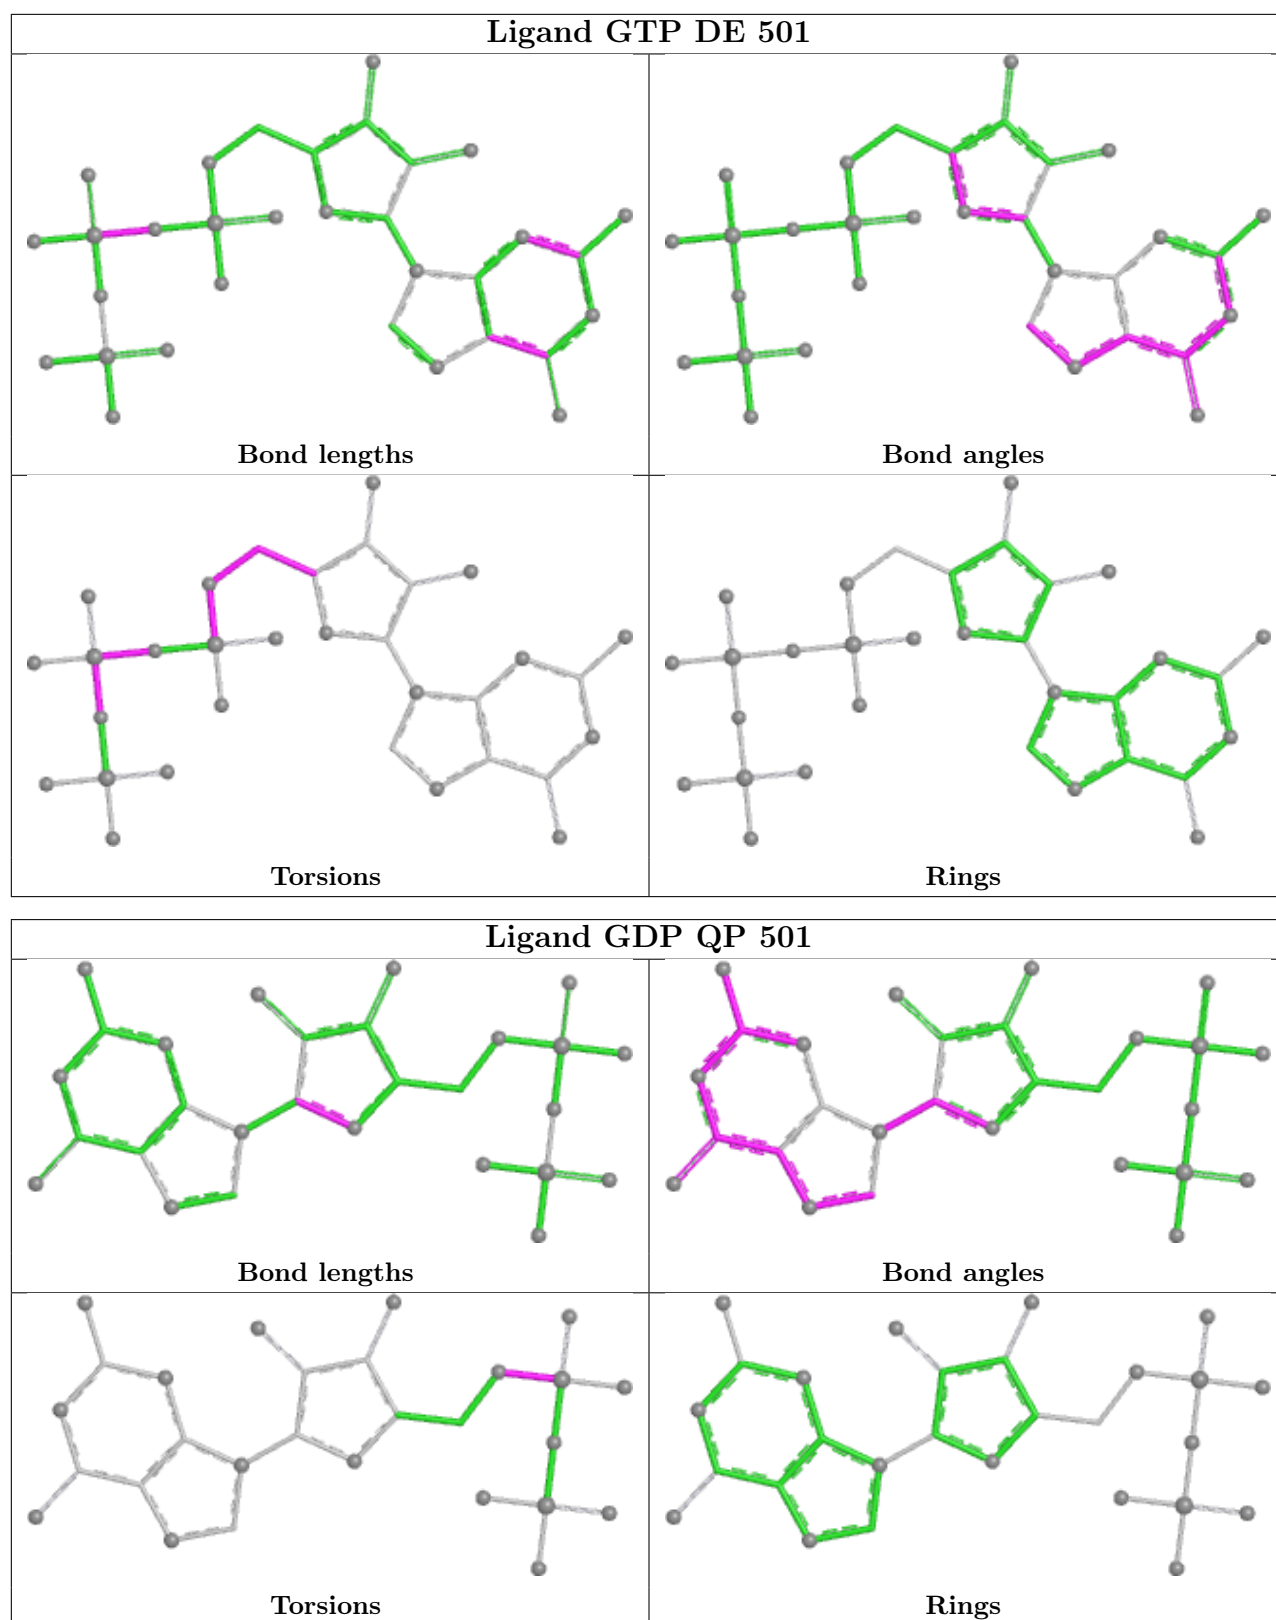 Ligand GTP DE 501
Bond lengths
Bond angles
Torsions
Rings
Ligand GDP QP 501
Bond lengths
Bond angles
Torsions
Rings